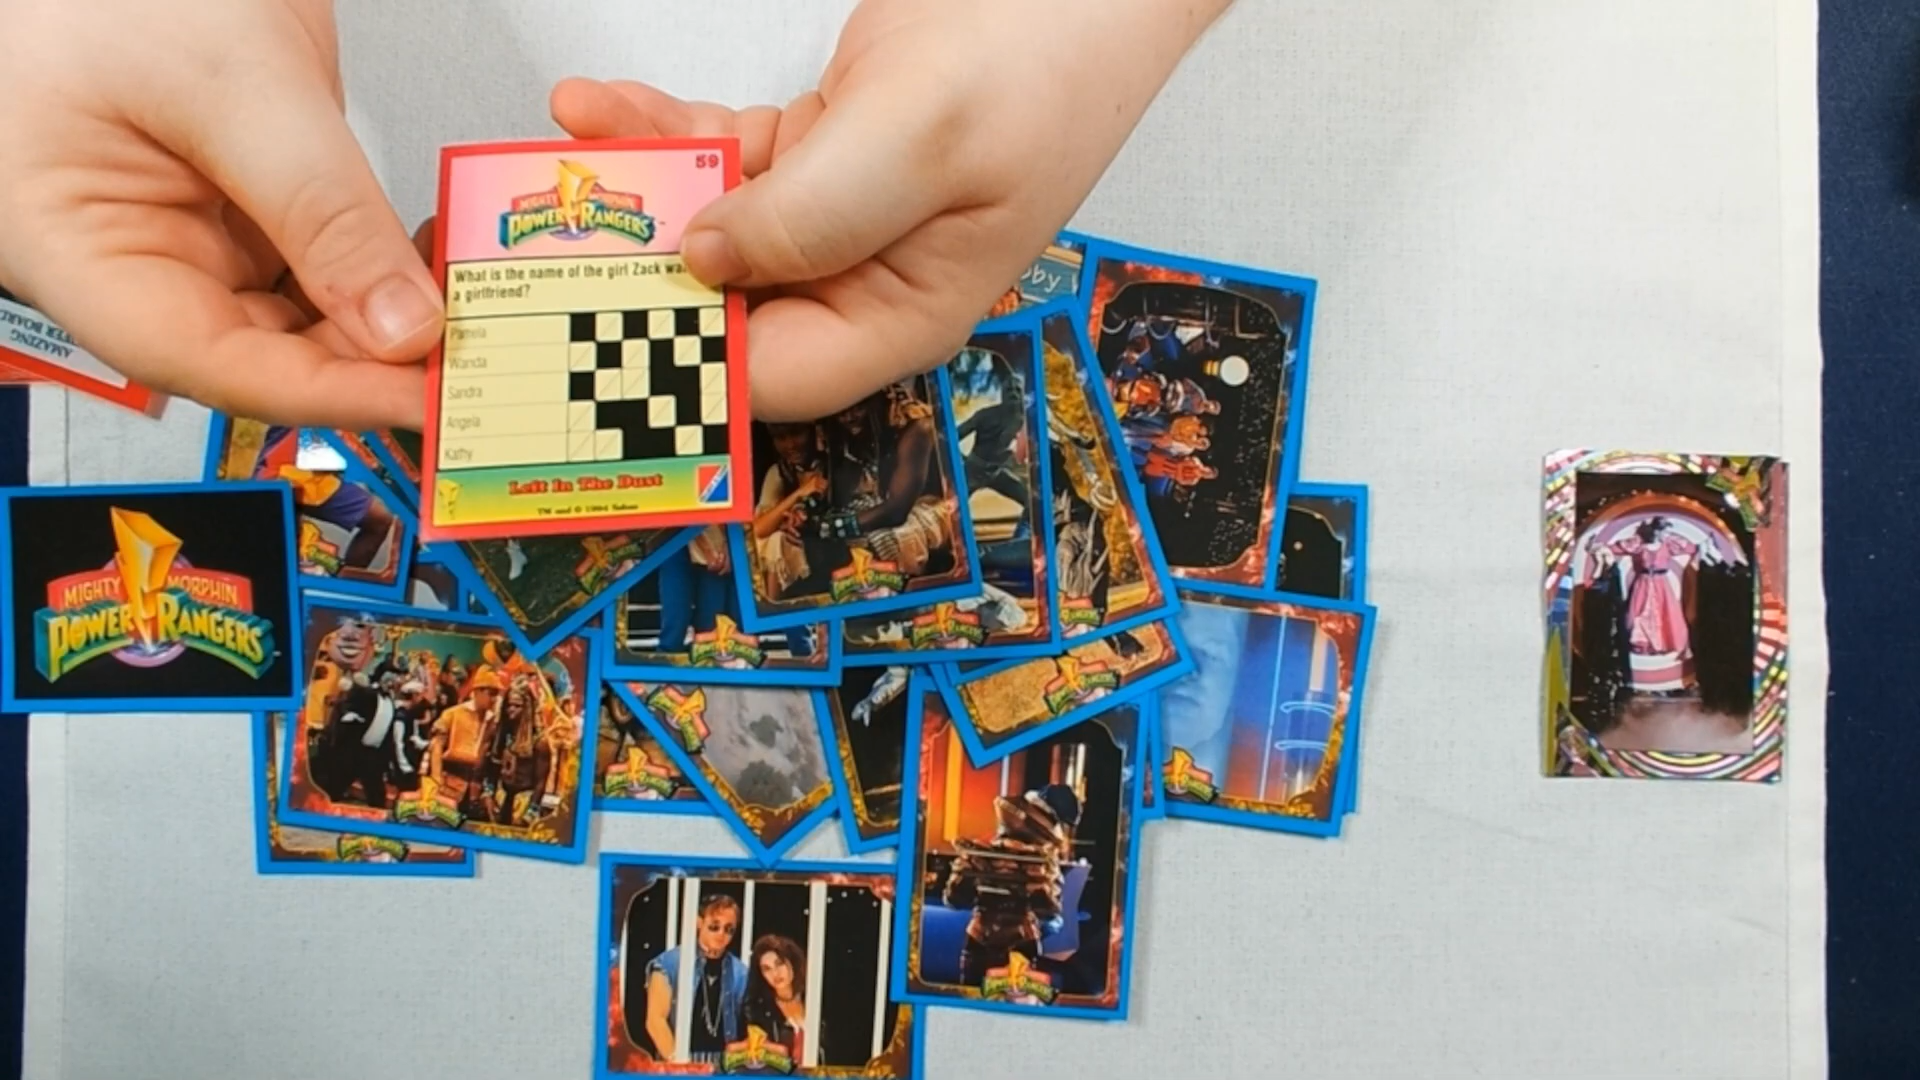 59
MIGHTY MORPHIN
POWER RANGERS
What is the name of the girl Zack
a girlfriend?
Pamela
Wanda
Sandra
Angela
Kathy
Left In The Dust
TM and © 1994 Saban
AMAZING
MIGHTY MORPHIN
POWER RANGERS